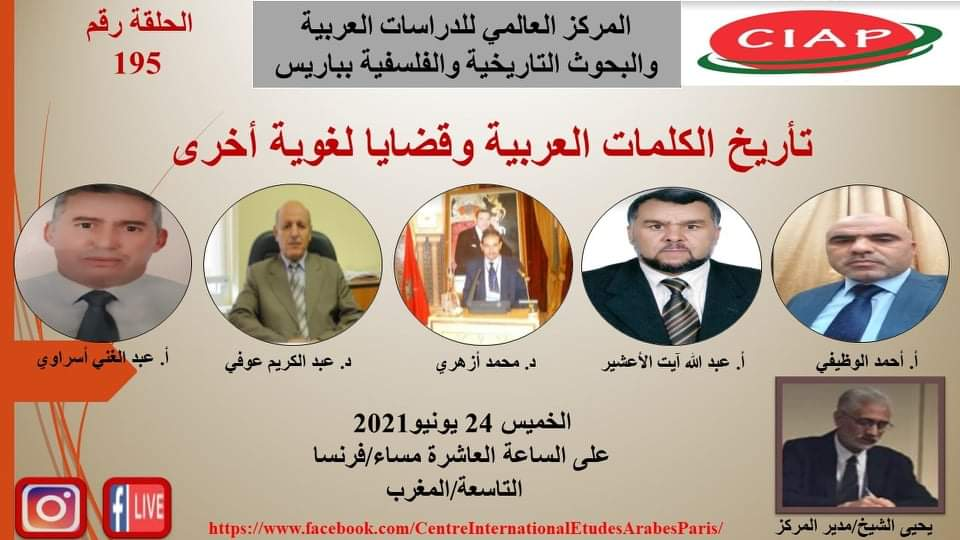 الحلقة رقم
195
المركز العالمي للدراسات العربية
والبحوث التاريخية والفلسفية بباريس
CIAP
تأريخ الكلمات العربية وقضايا لغوية أخرى
أ. أحمد الوظيفي
أ. عبد الله آيت الأعشير
د. محمد أزهري
د. عبد الكريم عوفي
أ. عبد الغني أسراوي
الخميس 24 يونيو2021
على الساعة العاشرة مساء/فرنسا
التاسعة/المغرب
يحيى الشيخ/مدير المركز
f LIVE
https://www.facebook.com/CentreInternationalEtudesArabesParis/